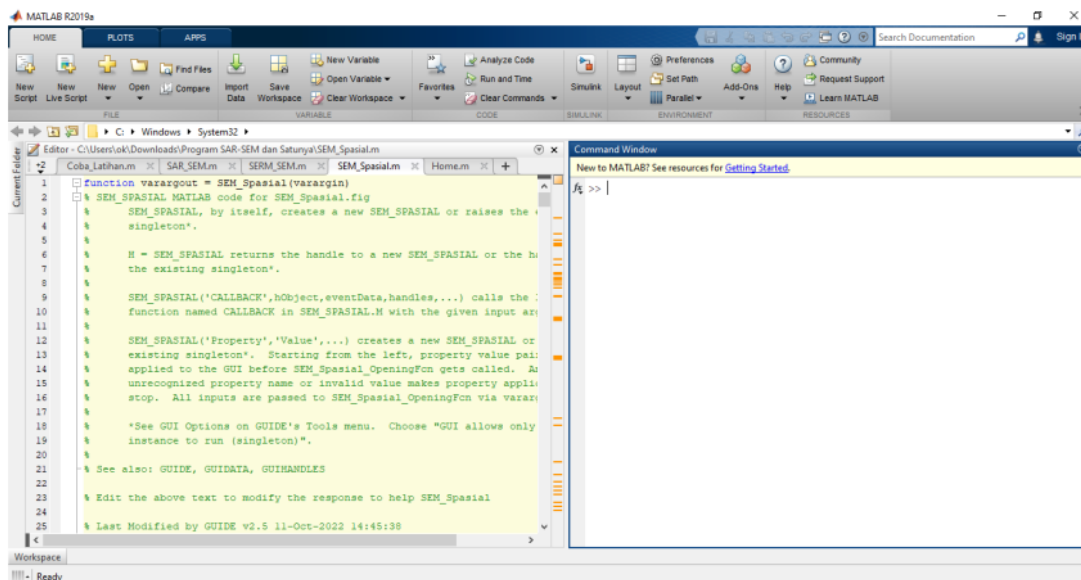 MATLAB R2019a
HOME PLOTS APPS
Search Documentation
Sign
New Script
New Live Script
New
Open
Find Files
Compare
Import Data
Save Workspace
New Variable
Open Variable
Clear Workspace
Favorites
Analyze Code
Run and Time
Clear Commands
Simulink
Layout
Preferences
Set Path
Parallel
Add-Ons
Help
Community
Request Support
Learn MATLAB
FILE VARIABLE CODE SIMULINK ENVIRONMENT RESOURCES
C: Windows System32
Current Folder
Editor - C:\Users\ok\Downloads\Program SAR-SEM dan Satunya\SEM_Spasial.m
+2 Coba_Latihan.m SAR_SEM.m SERM_SEM.m SEM_Spasial.m Home.m +
1 function varargout = SEM_Spasial(varargin)
2 % SEM_SPASIAL MATLAB code for SEM_Spasial.fig
3 % SEM_SPASIAL, by itself, creates a new SEM_SPASIAL or raises the
4 % singleton*.
5 %
6 % H = SEM_SPASIAL returns the handle to a new SEM_SPASIAL or the
7 % the existing singleton*.
8 %
9 % SEM_SPASIAL('CALLBACK',hObject,eventData,handles,...) calls the
10 % function named CALLBACK in SEM_SPASIAL.M with the given input
11 %
12 % SEM_SPASIAL('Property','Value',...) creates a new SEM_SPASIAL or
13 % existing singleton*. Starting from the left, property value
14 % applied to the GUI before SEM_Spasial_OpeningFcn gets called.
15 % unrecognized property name or invalid value makes property
16 % stop. All inputs are passed to SEM_Spasial_OpeningFcn via
17 %
18 % *See GUI Options on GUIDE's Tools menu. Choose "GUI allows only
19 % instance to run (singleton)".
20 %
21 % See also: GUIDE, GUIDATA, GUIHANDLES
22
23 % Edit the above text to modify the response to help SEM_Spasial
24
25 % Last Modified by GUIDE v2.5 11-Oct-2022 14:45:38
Command Window
New to MATLAB? See resources for Getting Started.
fx >>
Workspace
Ready